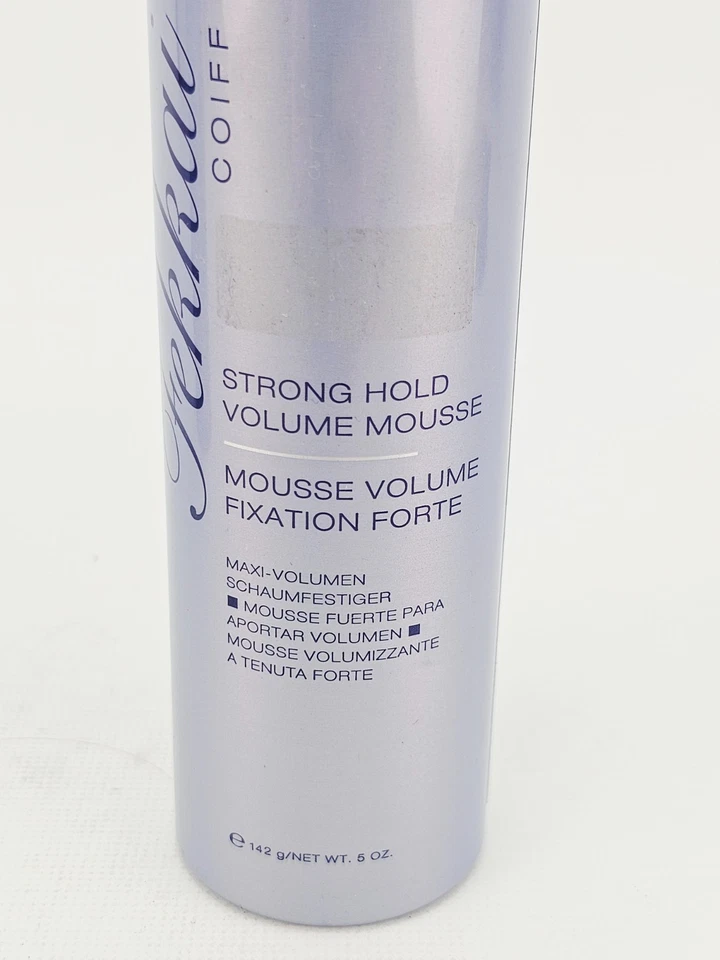 Fekkai
COIFF
STRONG HOLD
VOLUME MOUSSE
MOUSSE VOLUME
FIXATION FORTE
MAXI-VOLUMEN
SCHAUMFESTIGER
■ MOUSSE FUERTE PARA
APORTAR VOLUMEN ■
MOUSSE VOLUMIZZANTE
A TENUTA FORTE
℮ 142 g/NET WT. 5 OZ.